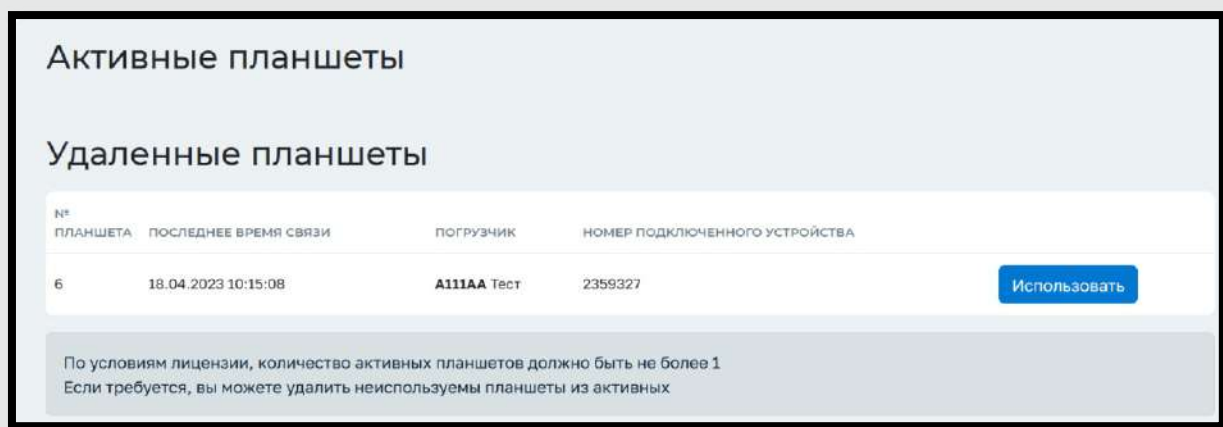 Активные планшеты
Удаленные планшеты
№
ПЛАНШЕТА ПОСЛЕДНЕЕ ВРЕМЯ СВЯЗИ ПОГРУЗЧИК НОМЕР ПОДКЛЮЧЕННОГО УСТРОЙСТВА
6 18.04.2023 10:15:08 А111АА Тест 2359327 Использовать
По условиям лицензии, количество активных планшетов должно быть не более 1
Если требуется, вы можете удалить неиспользуемы планшеты из активных